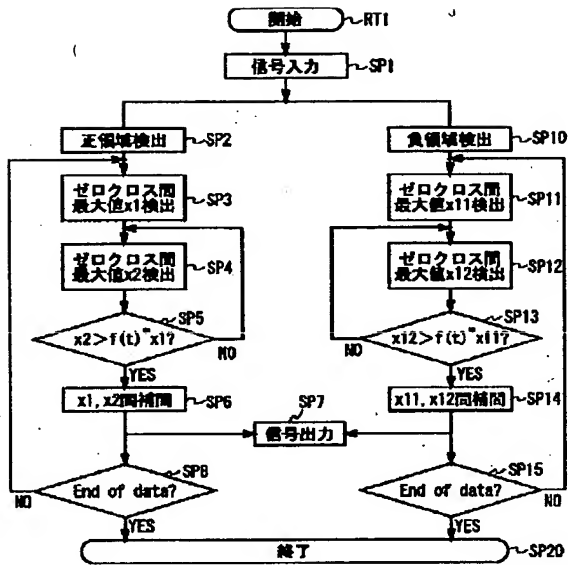 開始
RT1
信号入力
SP1
正領域検出
SP2
負領域検出
SP10
ゼロクロス間
最大値x1検出
SP3
ゼロクロス間
最大値x11検出
SP11
ゼロクロス間
最大値x2検出
SP4
ゼロクロス間
最大値x12検出
SP12
SP5
x2＞f(t)*x1?
NO
YES
SP13
x12＞f(t)*x11?
NO
YES
x1,x2間補間
SP6
SP7
信号出力
x11,x12間補間
SP14
SP8
End of data?
NO
YES
SP15
End of data?
NO
YES
終了
SP20